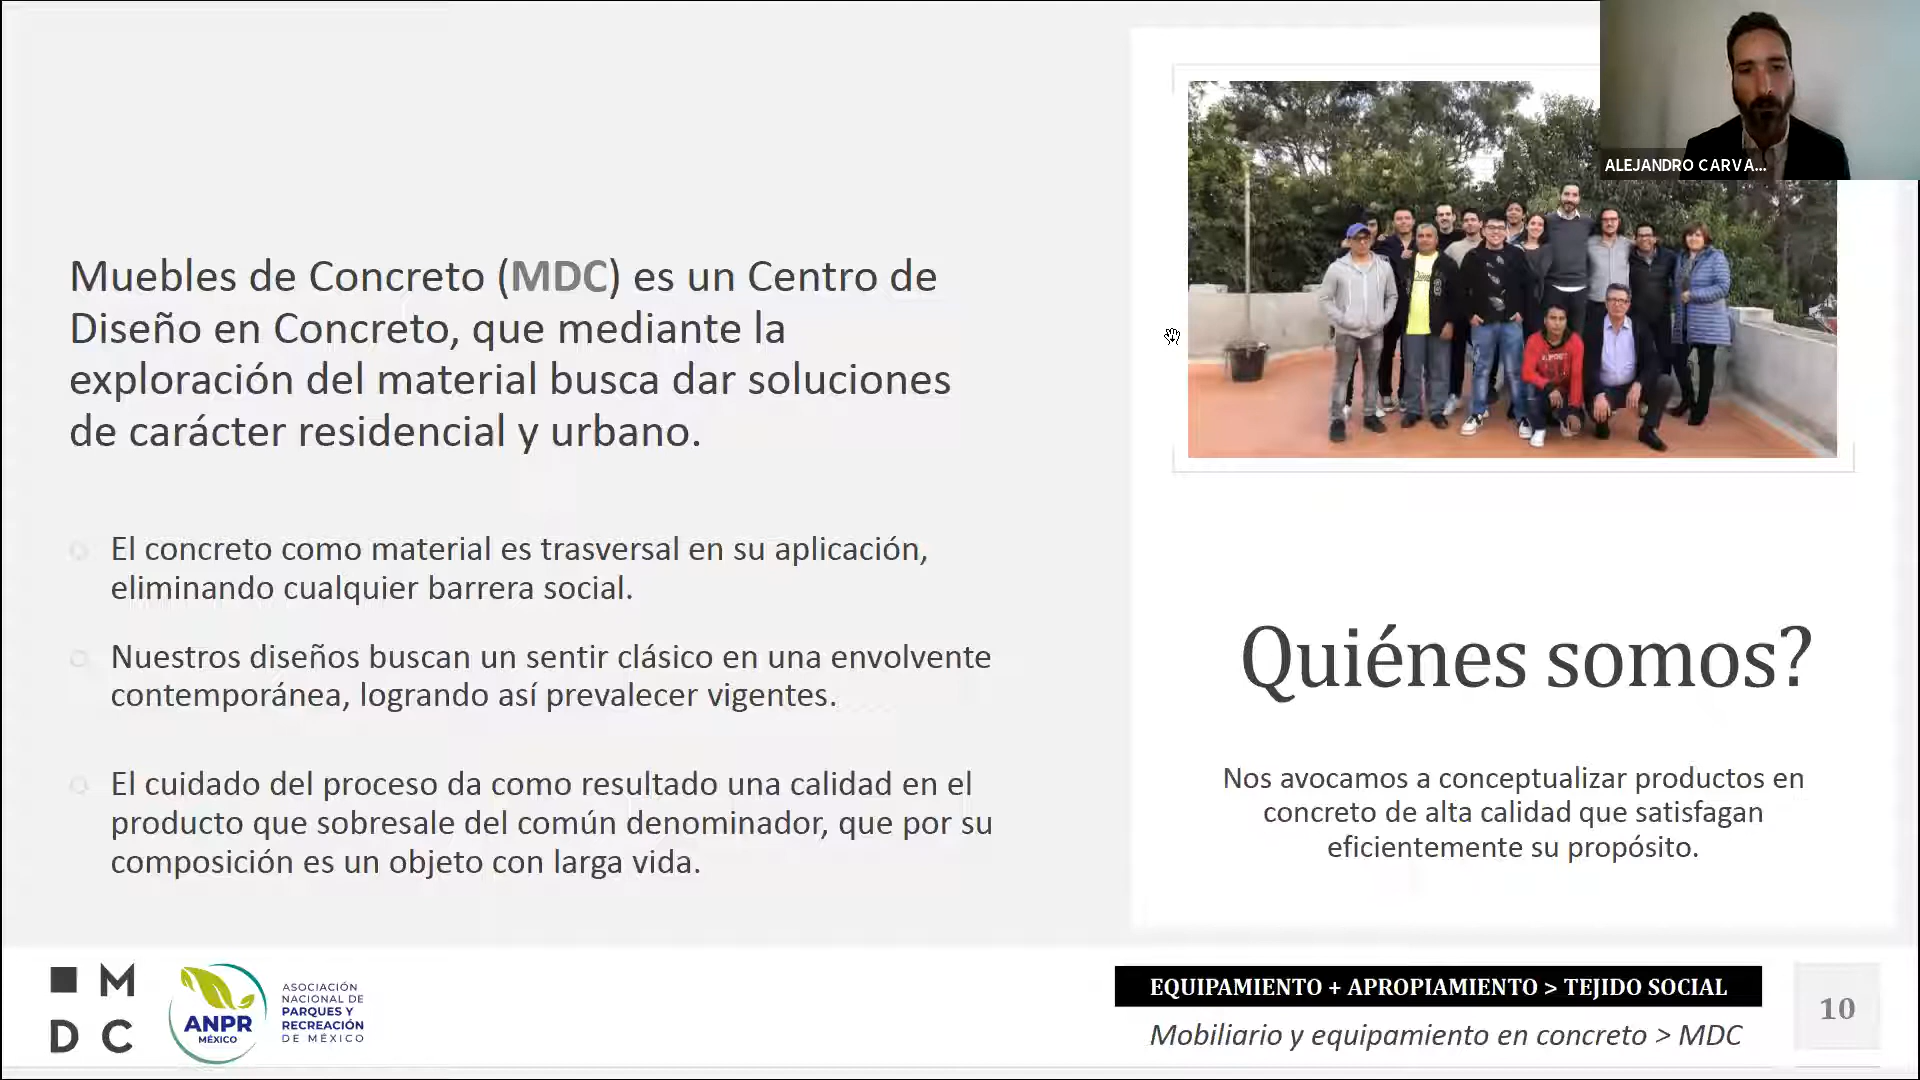 ALEJANDRO CARVA...
Muebles de Concreto (MDC) es un Centro de
Diseño en Concreto, que mediante la
exploración del material busca dar soluciones
de carácter residencial y urbano.
El concreto como material es trasversal en su aplicación,
eliminando cualquier barrera social.
Nuestros diseños buscan un sentir clásico en una envolvente
contemporánea, logrando así prevalecer vigentes.
El cuidado del proceso da como resultado una calidad en el
producto que sobresale del común denominador, que por su
composición es un objeto con larga vida.
Quiénes somos?
Nos avocamos a conceptualizar productos en
concreto de alta calidad que satisfagan
eficientemente su propósito.
M
D C
ANPR
MÉXICO
ASOCIACIÓN
NACIONAL DE
PARQUES Y
RECREACIÓN
DE MÉXICO
EQUIPAMIENTO + APROPIAMIENTO > TEJIDO SOCIAL
Mobiliario y equipamiento en concreto > MDC
10